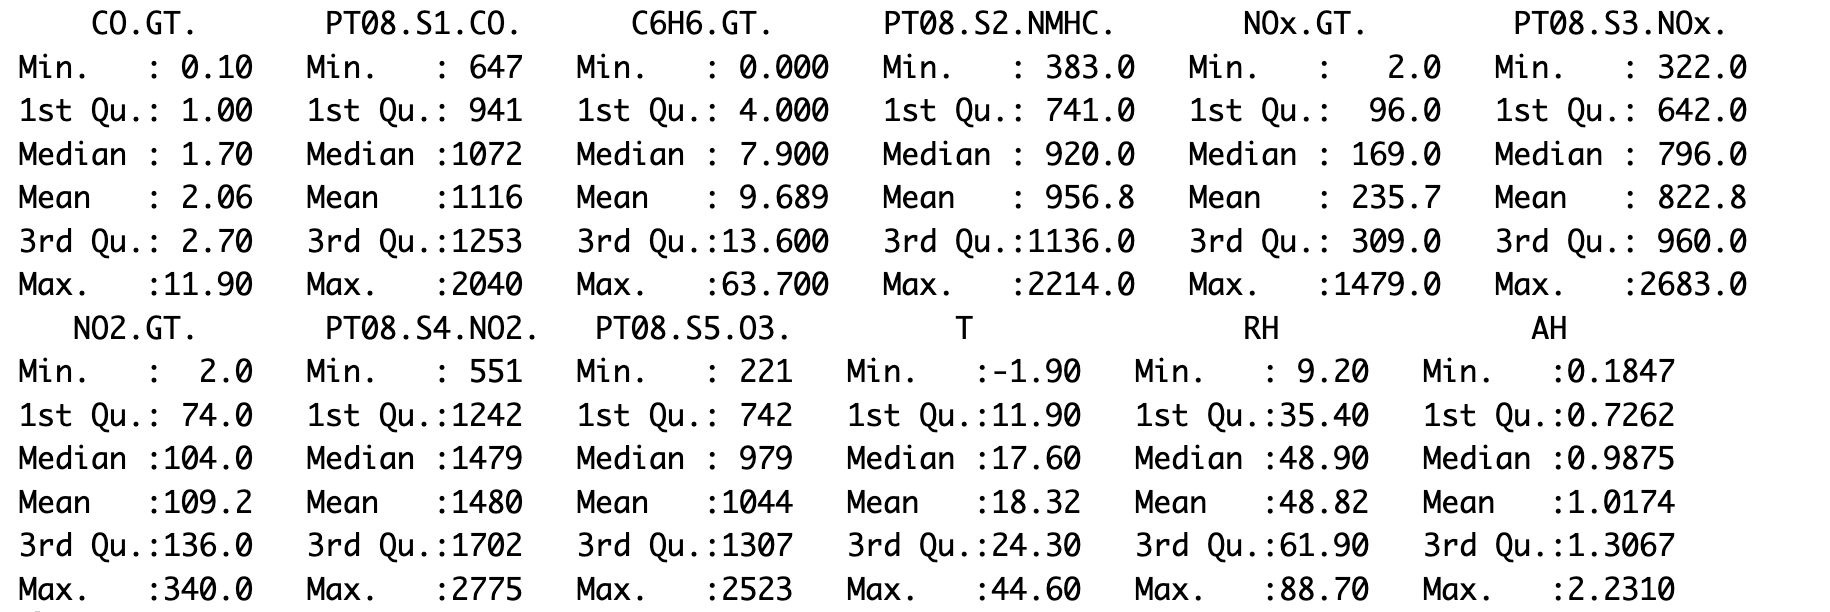 CO.GT. PT08.S1.CO. C6H6.GT. PT08.S2.NMHC. NOx.GT. PT08.S3.NOx.
Min. : 0.10 Min. : 647 Min. : 0.000 Min. : 383.0 Min. : 2.0 Min. : 322.0
1st Qu.: 1.00 1st Qu.: 941 1st Qu.: 4.000 1st Qu.: 741.0 1st Qu.: 96.0 1st Qu.: 642.0
Median : 1.70 Median :1072 Median : 7.900 Median : 920.0 Median : 169.0 Median : 796.0
Mean : 2.06 Mean :1116 Mean : 9.689 Mean : 956.8 Mean : 235.7 Mean : 822.8
3rd Qu.: 2.70 3rd Qu.:1253 3rd Qu.:13.600 3rd Qu.:1136.0 3rd Qu.: 309.0 3rd Qu.: 960.0
Max. :11.90 Max. :2040 Max. :63.700 Max. :2214.0 Max. :1479.0 Max. :2683.0
NO2.GT. PT08.S4.NO2. PT08.S5.O3. T RH AH
Min. : 2.0 Min. : 551 Min. : 221 Min. :-1.90 Min. : 9.20 Min. :0.1847
1st Qu.: 74.0 1st Qu.:1242 1st Qu.: 742 1st Qu.:11.90 1st Qu.:35.40 1st Qu.:0.7262
Median :104.0 Median :1479 Median : 979 Median :17.60 Median :48.90 Median :0.9875
Mean :109.2 Mean :1480 Mean :1044 Mean :18.32 Mean :48.82 Mean :1.0174
3rd Qu.:136.0 3rd Qu.:1702 3rd Qu.:1307 3rd Qu.:24.30 3rd Qu.:61.90 3rd Qu.:1.3067
Max. :340.0 Max. :2775 Max. :2523 Max. :44.60 Max. :88.70 Max. :2.2310